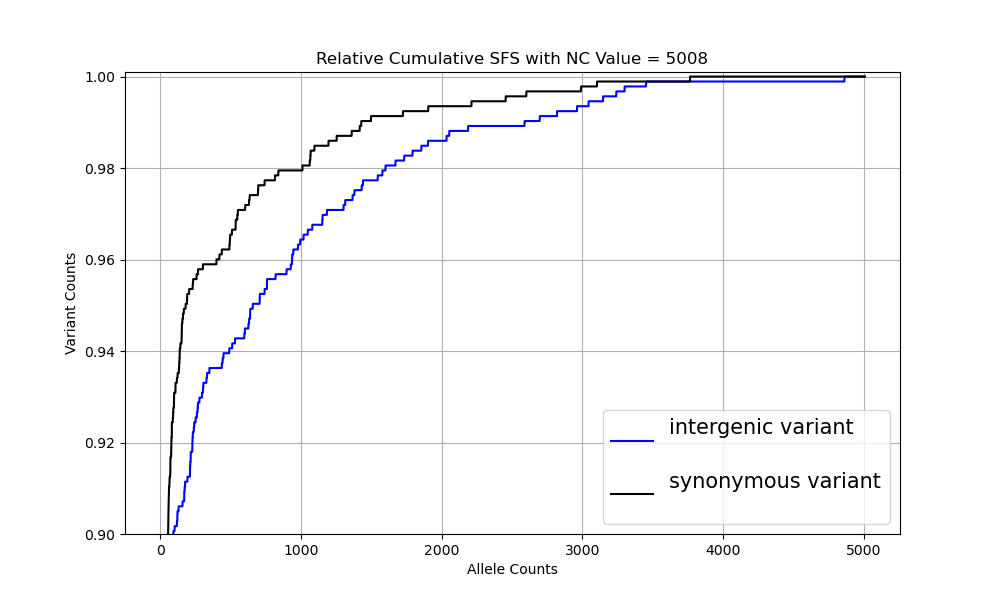 Relative Cumulative SFS with NC Value = 5008
1.00
0.98
0.96
0.94
0.92
0.90
Variant Counts
intergenic variant
synonymous variant
0 1000 2000 3000 4000 5000
Allele Counts